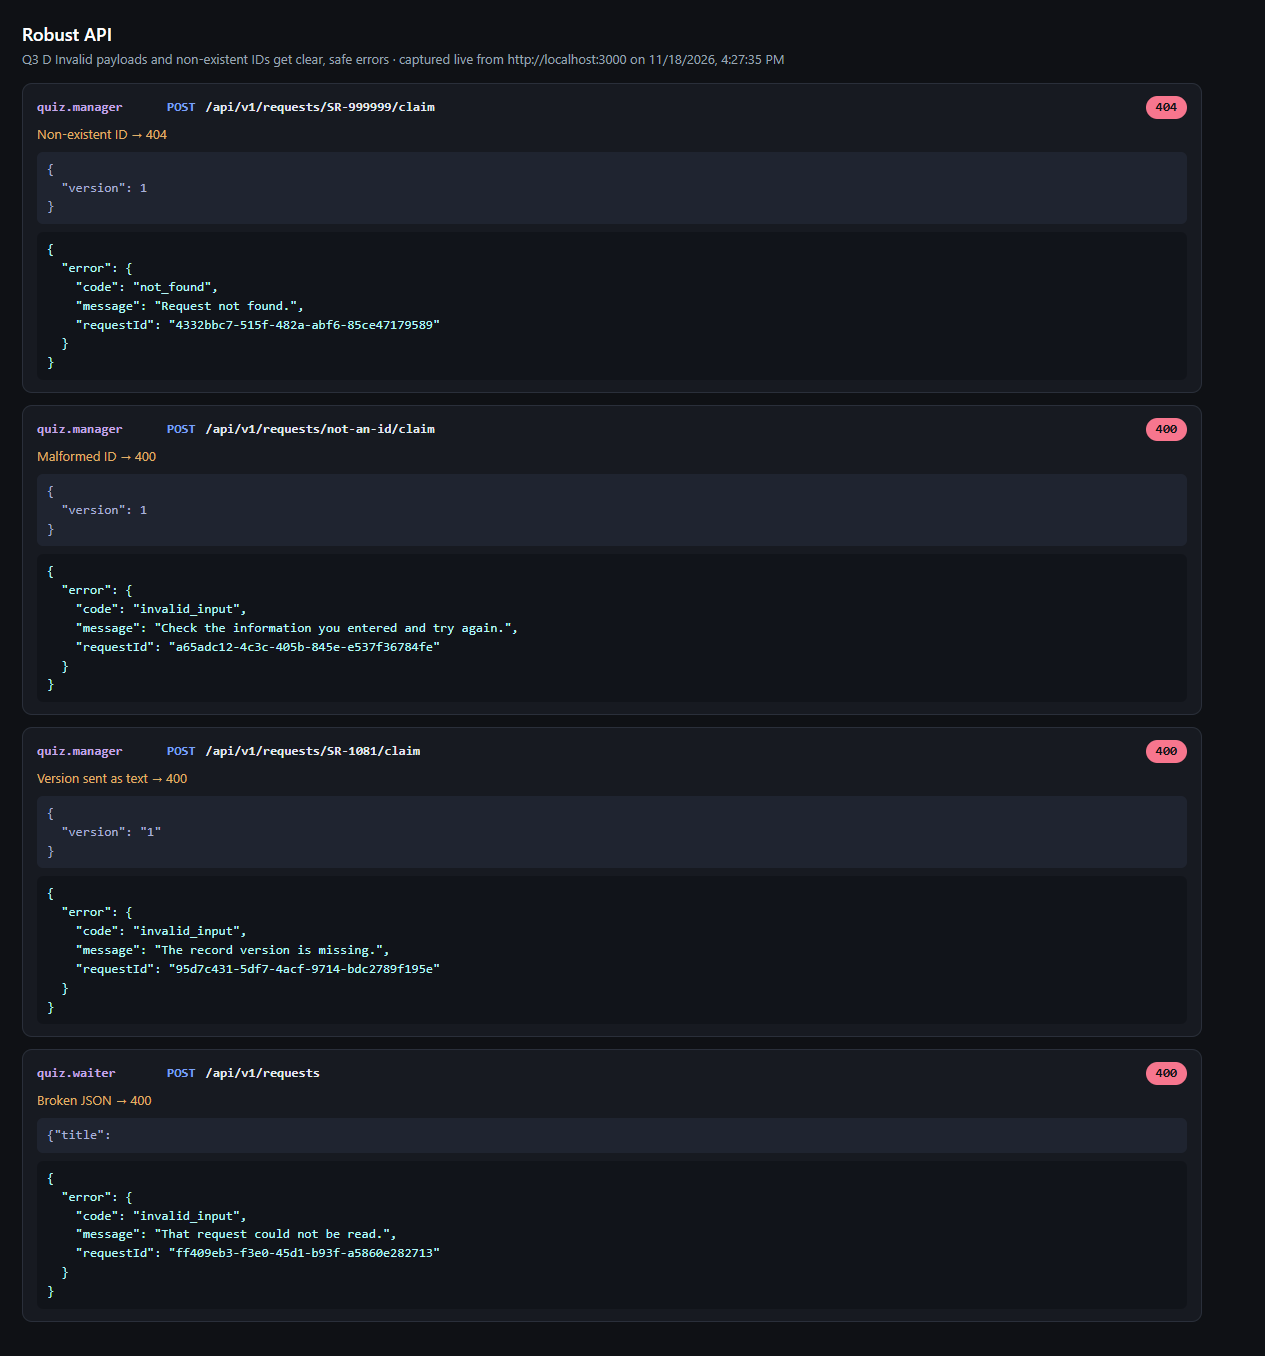 Robust API
Q3 D Invalid payloads and non-existent IDs get clear, safe errors · captured live from http://localhost:3000 on 11/18/2026, 4:27:35 PM
quiz.manager POST /api/v1/requests/SR-999999/claim 404
Non-existent ID → 404
{
  "version": 1
}
{
  "error": {
    "code": "not_found",
    "message": "Request not found.",
    "requestId": "4332bbc7-515f-482a-abf6-85ce47179589"
  }
}
quiz.manager POST /api/v1/requests/not-an-id/claim 400
Malformed ID → 400
{
  "version": 1
}
{
  "error": {
    "code": "invalid_input",
    "message": "Check the information you entered and try again.",
    "requestId": "a65adc12-4c3c-405b-845e-e537f36784fe"
  }
}
quiz.manager POST /api/v1/requests/SR-1081/claim 400
Version sent as text → 400
{
  "version": "1"
}
{
  "error": {
    "code": "invalid_input",
    "message": "The record version is missing.",
    "requestId": "95d7c431-5df7-4acf-9714-bdc2789f195e"
  }
}
quiz.waiter POST /api/v1/requests 400
Broken JSON → 400
{"title":
{
  "error": {
    "code": "invalid_input",
    "message": "That request could not be read.",
    "requestId": "ff409eb3-f3e0-45d1-b93f-a5860e282713"
  }
}